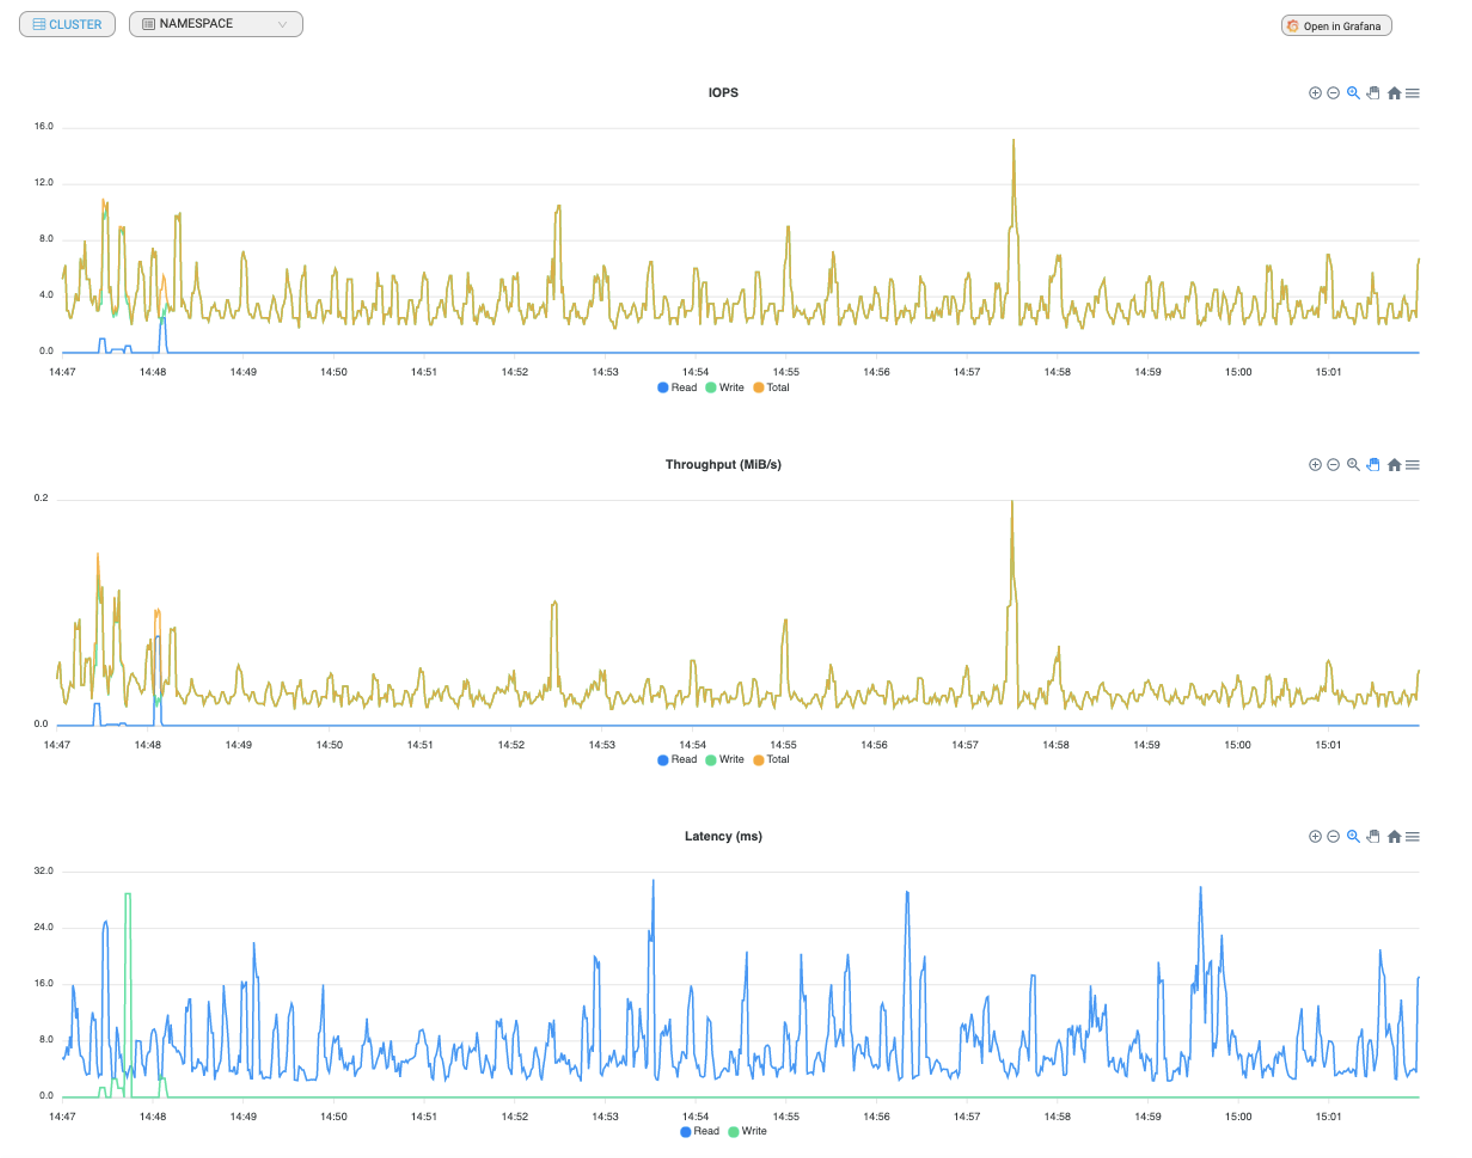 CLUSTER NAMESPACE Open in Grafana
IOPS
16.0
12.0
8.0
4.0
0.0
14:47 14:48 14:49 14:50 14:51 14:52 14:53 14:54 14:55 14:56 14:57 14:58 14:59 15:00 15:01
Read Write Total
Throughput (MiB/s)
0.2
0.0
14:47 14:48 14:49 14:50 14:51 14:52 14:53 14:54 14:55 14:56 14:57 14:58 14:59 15:00 15:01
Read Write Total
Latency (ms)
32.0
24.0
16.0
8.0
0.0
14:47 14:48 14:49 14:50 14:51 14:52 14:53 14:54 14:55 14:56 14:57 14:58 14:59 15:00 15:01
Read Write